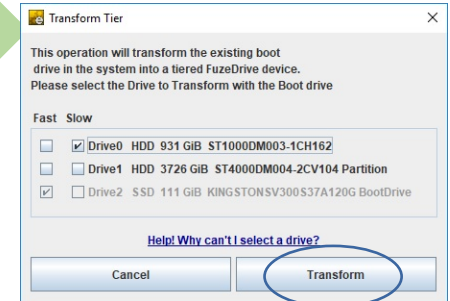 Transform Tier
This operation will transform the existing boot
drive in the system into a tiered FuzeDrive device.
Please select the Drive to Transform with the Boot drive
Fast Slow
Drive0 HDD 931 GiB ST1000DM003-1CH162
Drive1 HDD 3726 GiB ST4000DM004-2CV104 Partition
Drive2 SSD 111 GiB KINGSTONSV300S37A120G BootDrive
Help! Why can't I select a drive?
Cancel Transform